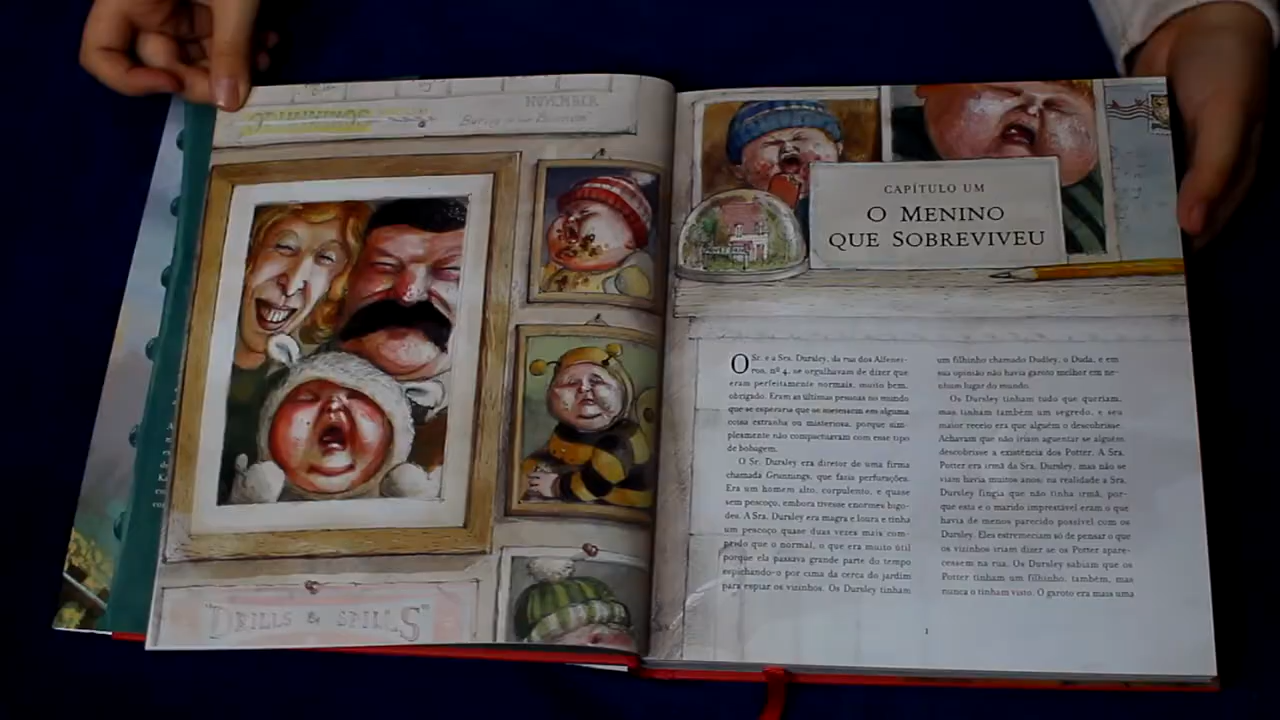 GRUNNINGS
NOVEMBER
"DRILLS & SPILLS"
CAPÍTULO UM
O MENINO
QUE SOBREVIVEU
O Sr. e a Sra. Dursley, da rua dos Alfenei-
ros, nº 4, se orgulhavam de dizer que
eram perfeitamente normais, muito bem,
obrigado. Eram as últimas pessoas no mundo
que se esperaria que se metessem em alguma
coisa estranha ou misteriosa, porque sim-
plesmente não compactuavam com esse tipo
de bobagem.
O Sr. Dursley era diretor de uma firma
chamada Grunnings, que fazia perfurações.
Era um homem alto, corpulento, e quase
sem pescoço, embora tivesse enormes bigo-
des. A Sra. Dursley era magra e loura e tinha
um pescoço quase duas vezes mais com-
prido que o normal, o que era muito útil
porque ela passava grande parte do tempo
espichando-o por cima da cerca do jardim
para espiar os vizinhos. Os Dursley tinham
um filhinho chamado Dudley, o Duda, e em
sua opinião não havia garoto melhor em ne-
nhum lugar do mundo.
Os Dursley tinham tudo que queriam,
mas tinham também um segredo, e seu
maior receio era que alguém o descobrisse.
Achavam que não iriam aguentar se alguém
descobrisse a existência dos Potter. A Sra.
Potter era irmã da Sra. Dursley, mas não se
viam havia muitos anos; na realidade a Sra.
Dursley fingia que não tinha irmã, por-
que esta e o marido imprestável eram o que
havia de menos parecido possível com os
Dursley. Eles estremeciam só de pensar o que
os vizinhos iriam dizer se os Potter apare-
cessem na rua. Os Dursley sabiam que os
Potter tinham um filhinho, também, mas
nunca o tinham visto. O garoto era mais uma
1